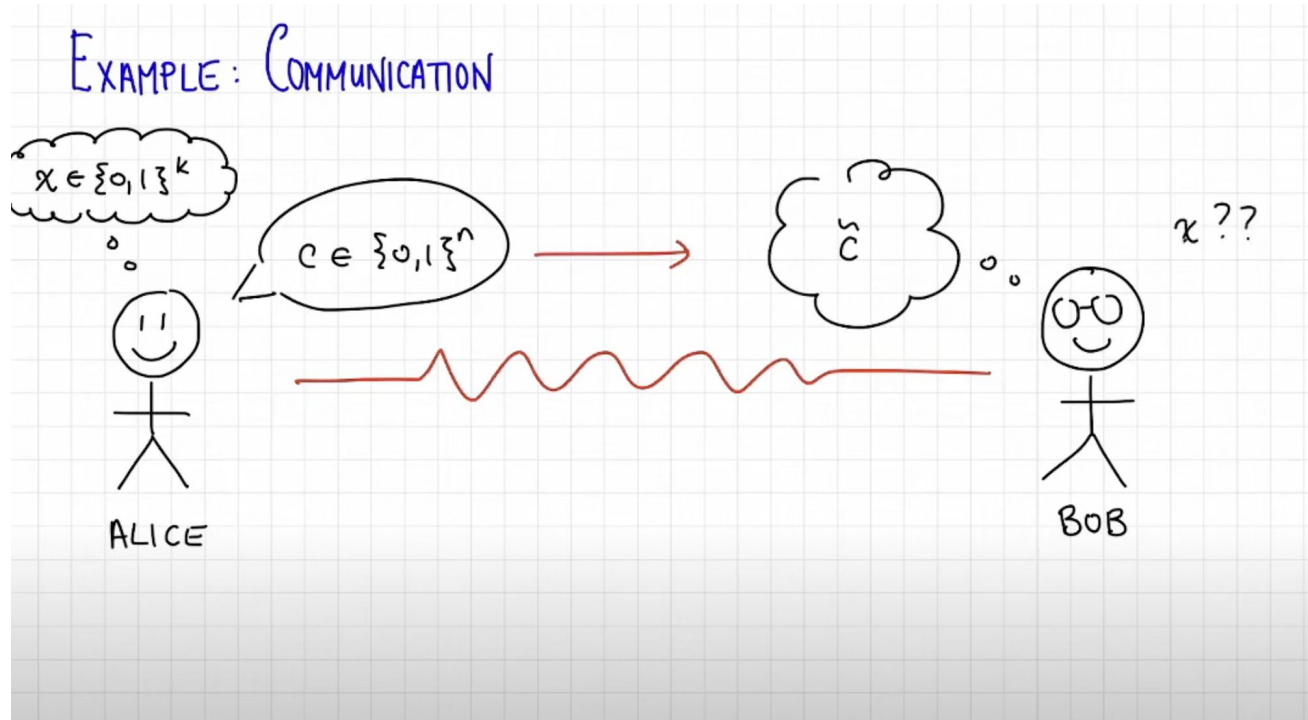 EXAMPLE: COMMUNICATION
x ∈ {0,1}^k
C ∈ {0,1}^n
c̃
x ??
ALICE
BOB